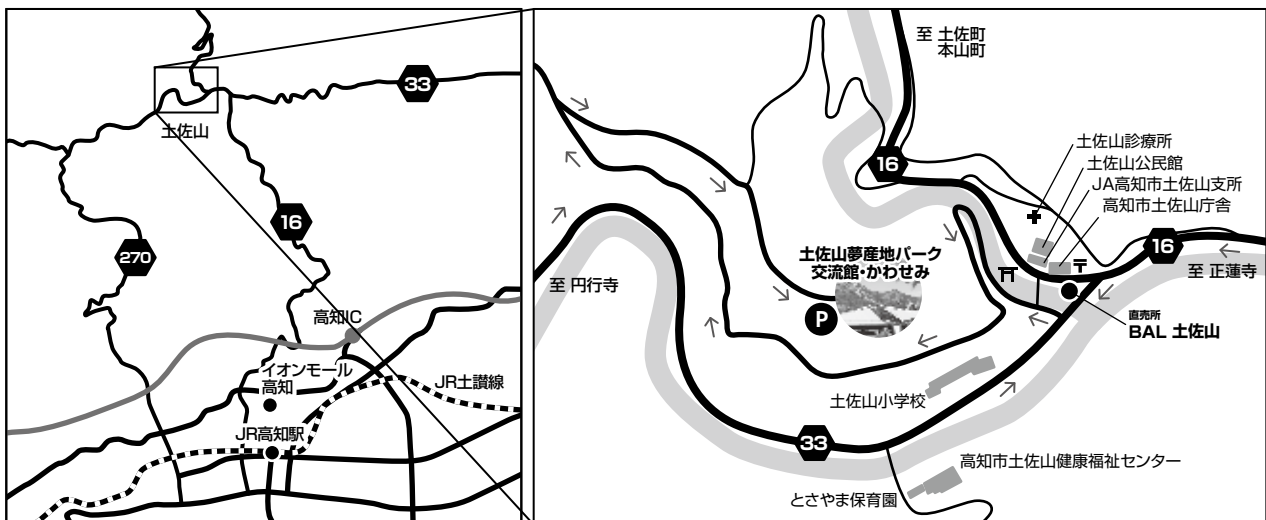 33
土佐山
16
270
高知IC
イオンモール
高知
JR土讃線
JR高知駅
至 土佐町
本山町
16
土佐山診療所
土佐山公民館
JA高知市土佐山支所
高知市土佐山庁舎
16
至 正蓮寺
土佐山夢産地パーク
交流館・かわせみ
至 円行寺
P
直売所
BAL 土佐山
土佐山小学校
33
高知市土佐山健康福祉センター
とさやま保育園